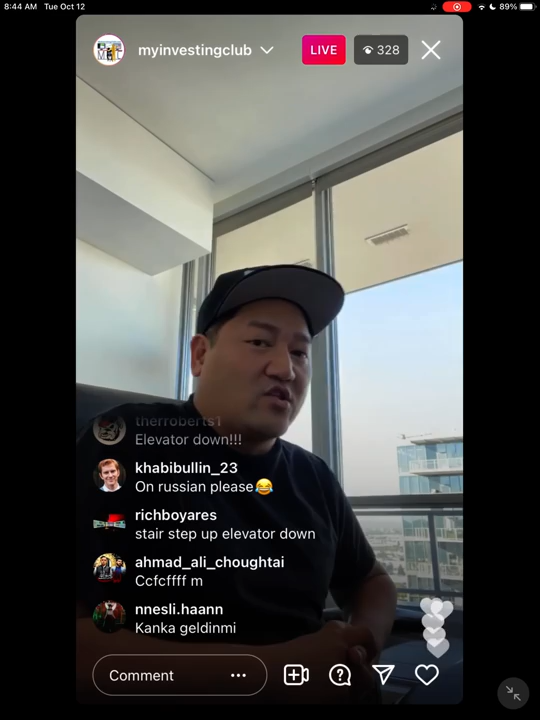 8:44 AM Tue Oct 12
89%
myinvestingclub
LIVE
328
therroberts1
Elevator down!!!
khabibullin_23
On russian please😂
richboyares
stair step up elevator down
ahmad_ali_choughtai
Ccfcffff m
nnesli.haann
Kanka geldinmi
Comment